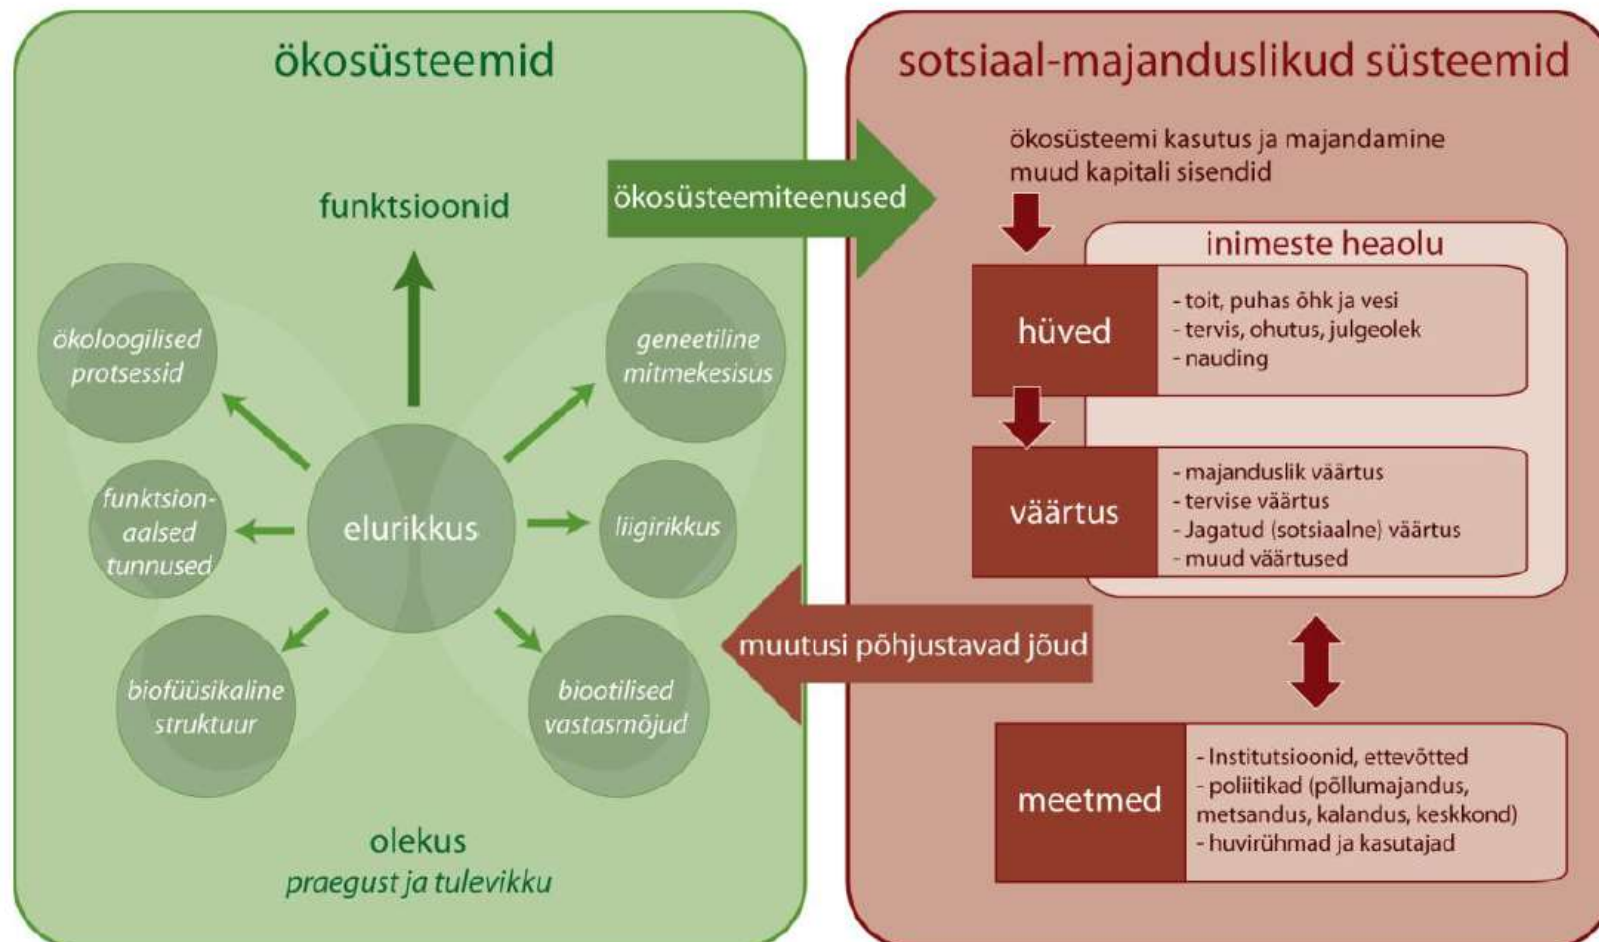 ökosüsteemid
funktsioonid
ökoloogilised
protsessid
geneetiline
mitmekesisus
funktsion-
aalsed
tunnused
elurikkus
liigirikkus
biofüüsikaline
struktuur
biootilised
vastasmõjud
olekus
praegust ja tulevikku
ökosüsteemiteenused
muutusi põhjustavad jõud
sotsiaal-majanduslikud süsteemid
ökosüsteemi kasutus ja majandamine
muud kapitali sisendid
inimeste heaolu
hüved
- toit, puhas õhk ja vesi
- tervis, ohutus, julgeolek
- nauding
väärtus
- majanduslik väärtus
- tervise väärtus
- Jagatud (sotsiaalne) väärtus
- muud väärtused
meetmed
- Institutsioonid, ettevõtted
- poliitikad (põllumajandus,
metsandus, kalandus, keskkond)
- huvirühmad ja kasutajad